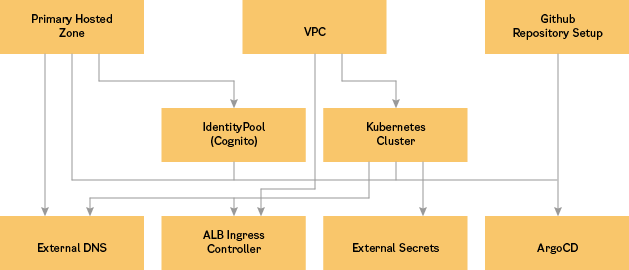 Primary Hosted
Zone
VPC
Github
Repository Setup
IdentityPool
(Cognito)
Kubernetes
Cluster
External DNS
ALB Ingress
Controller
External Secrets
ArgoCD